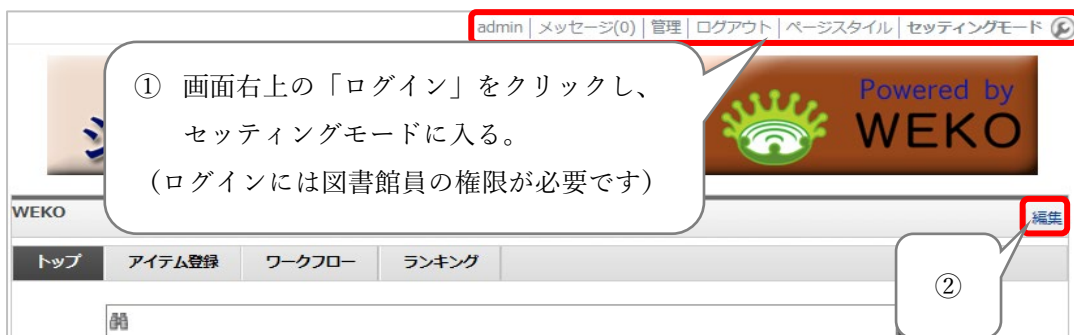 admin | メッセージ(0) | 管理 | ログアウト | ページスタイル | セッティングモード
① 画面右上の「ログイン」をクリックし、
セッティングモードに入る。
（ログインには図書館員の権限が必要です）
Powered by
WEKO
WEKO
編集
トップ アイテム登録 ワークフロー ランキング
②